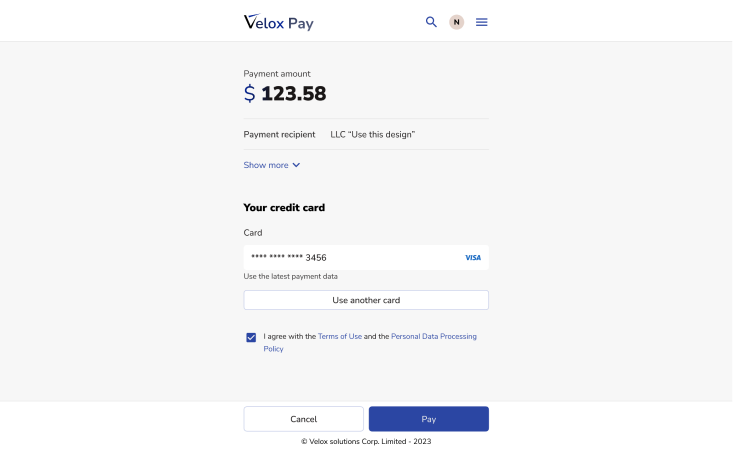 Velox Pay
N
Payment amount
$ 123.58
Payment recipient LLC “Use this design”
Show more
Your credit card
Card
**** **** **** 3456 VISA
Use the latest payment data
Use another card
I agree with the Terms of Use and the Personal Data Processing
Policy
Cancel Pay
© Velox solutions Corp. Limited - 2023